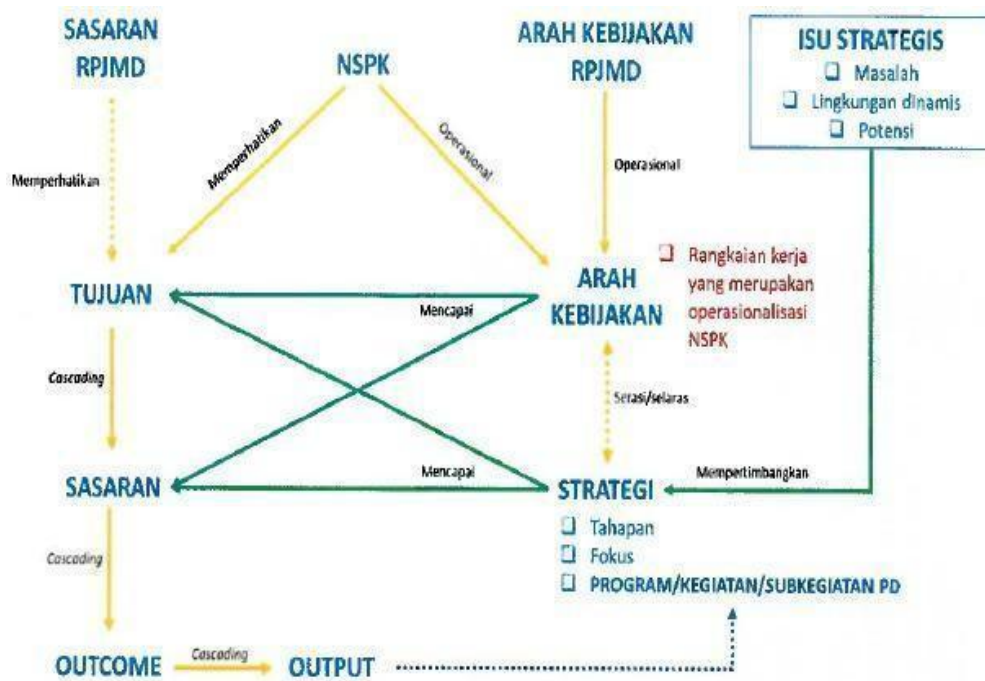 SASARAN
RPJMD
NSPK
ARAH KEBIJAKAN
RPJMD
ISU STRATEGIS
Masalah
Lingkungan dinamis
Potensi
Memperhatikan
Memperhatikan
Operasional
Operasional
TUJUAN
ARAH
KEBIJAKAN
Rangkaian kerja
yang merupakan
operasionalisasi
NSPK
Mencapai
Cascading
Serasi/selaras
SASARAN
Mencapai
STRATEGI
Mempertimbangkan
Tahapan
Fokus
PROGRAM/KEGIATAN/SUBKEGIATAN PD
Cascading
OUTCOME
Cascading
OUTPUT